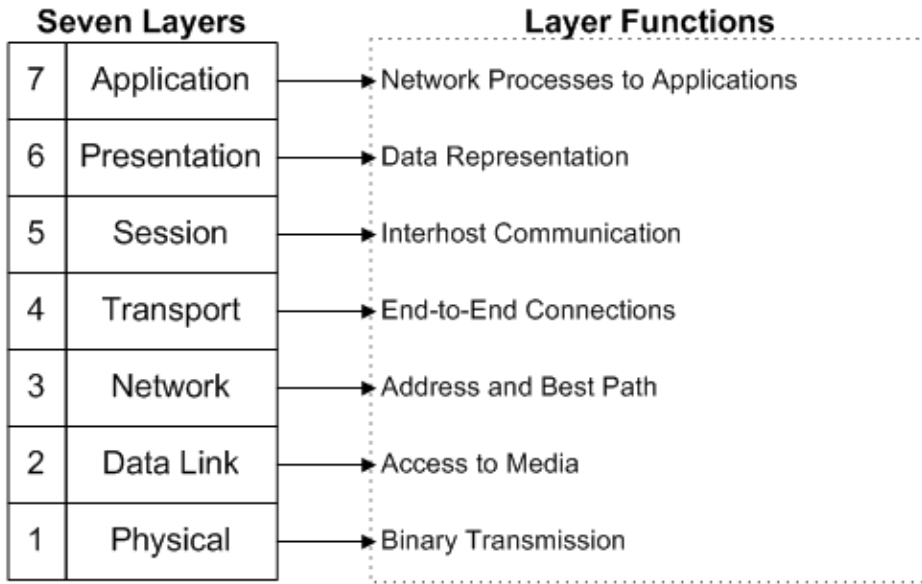 Seven Layers Layer Functions
7 Application Network Processes to Applications
6 Presentation Data Representation
5 Session Interhost Communication
4 Transport End-to-End Connections
3 Network Address and Best Path
2 Data Link Access to Media
1 Physical Binary Transmission